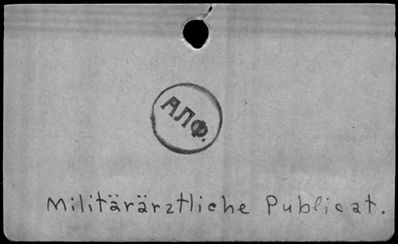 АЛФ.
Militärärztliche Publicat.